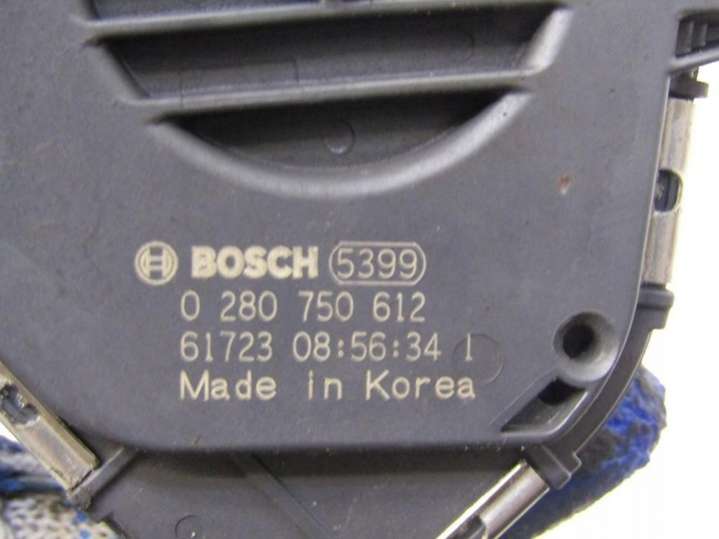 BOSCH 5399
0 280 750 612
61723 08:56:34 1
Made in Korea